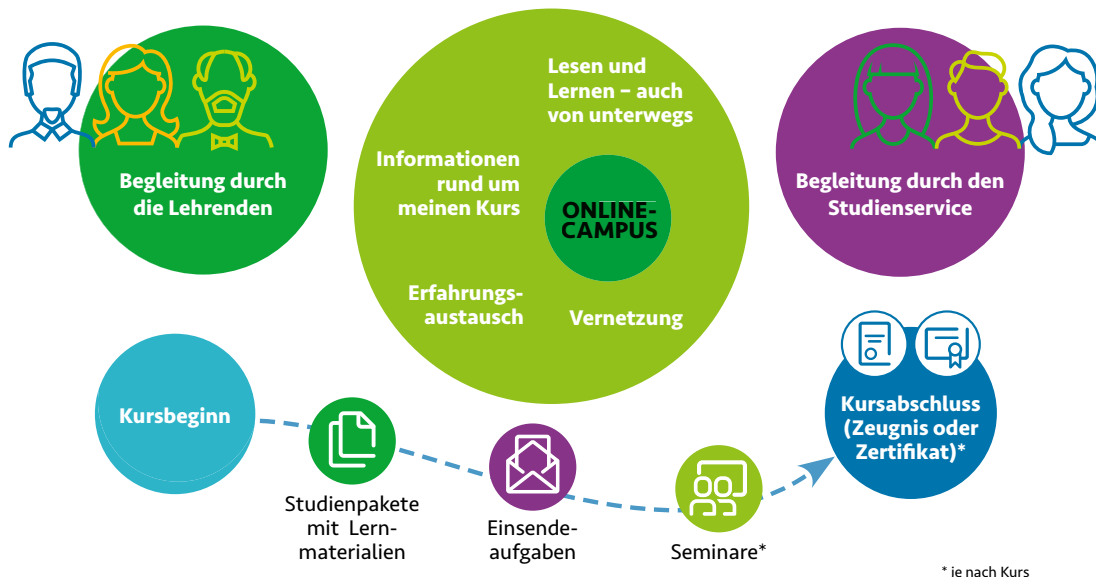 Begleitung durch
die Lehrenden
Lesen und
Lernen – auch
von unterwegs
Informationen
rund um
meinen Kurs
ONLINE-
CAMPUS
Erfahrungs-
austausch
Vernetzung
Begleitung durch den
Studienservice
Kursbeginn
Studienpakete
mit Lern-
materialien
Einsende-
aufgaben
Seminare*
Kursabschluss
(Zeugnis oder
Zertifikat)*
* je nach Kurs